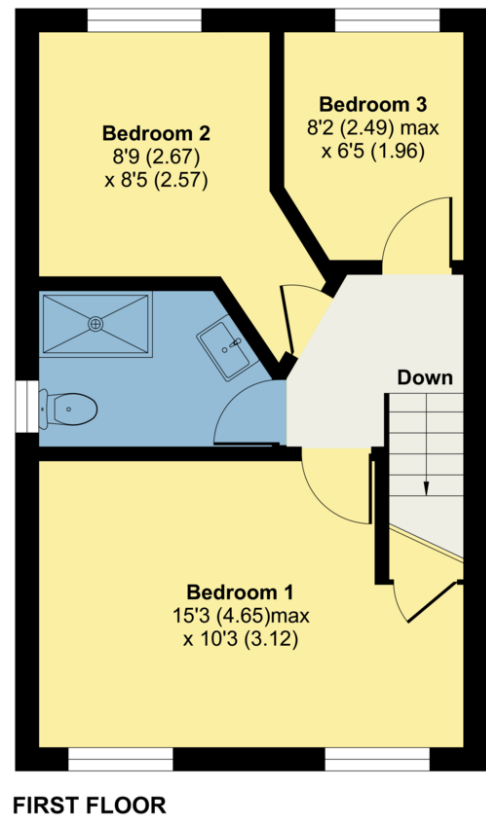 Bedroom 2
8'9 (2.67)
x 8'5 (2.57)
Bedroom 3
8'2 (2.49) max
x 6'5 (1.96)
Down
Bedroom 1
15'3 (4.65)max
x 10'3 (3.12)
FIRST FLOOR